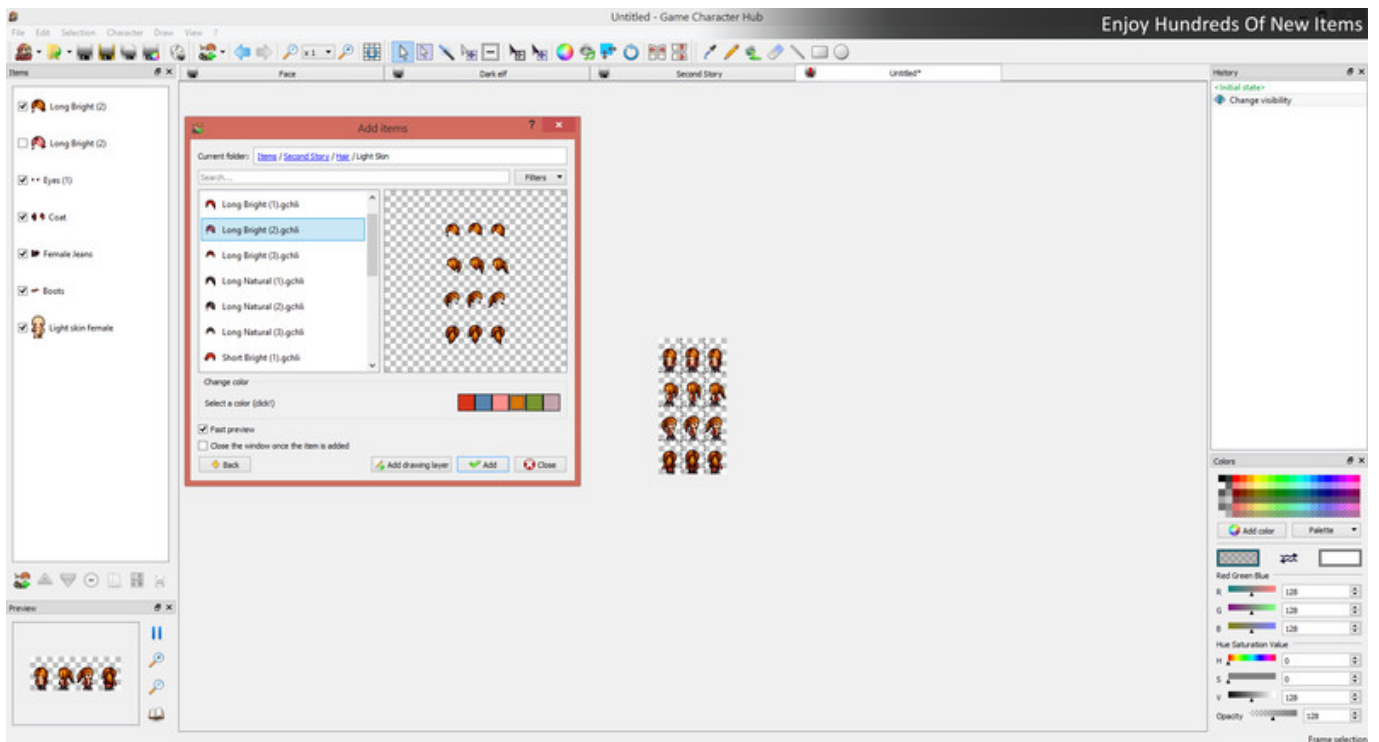 Untitled - Game Character Hub
Enjoy Hundreds Of New Items
File Edit Selection Character Draw View ?
x1
Items
Face
Dark elf
Second Story
Untitled*
History
<Initial state>
Change visibility
Long Bright (2)
Long Bright (2)
Eyes (1)
Coat
Female Jeans
Boots
Light skin female
Add items
?
Current folder: Items / Second Story / Hair / Light Skin
Search...
Filters
Long Bright (1).gchli
Long Bright (2).gchli
Long Bright (3).gchli
Long Natural (1).gchli
Long Natural (2).gchli
Long Natural (3).gchli
Short Bright (1).gchli
Change color
Select a color (click!)
Fast preview
Close the window once the item is added
Back
Add drawing layer
Add
Close
Preview
Colors
Add color
Palette
Red Green Blue
R 128
G 128
B 128
Hue Saturation Value
H 0
S 0
V 128
Opacity 128
Frame selection